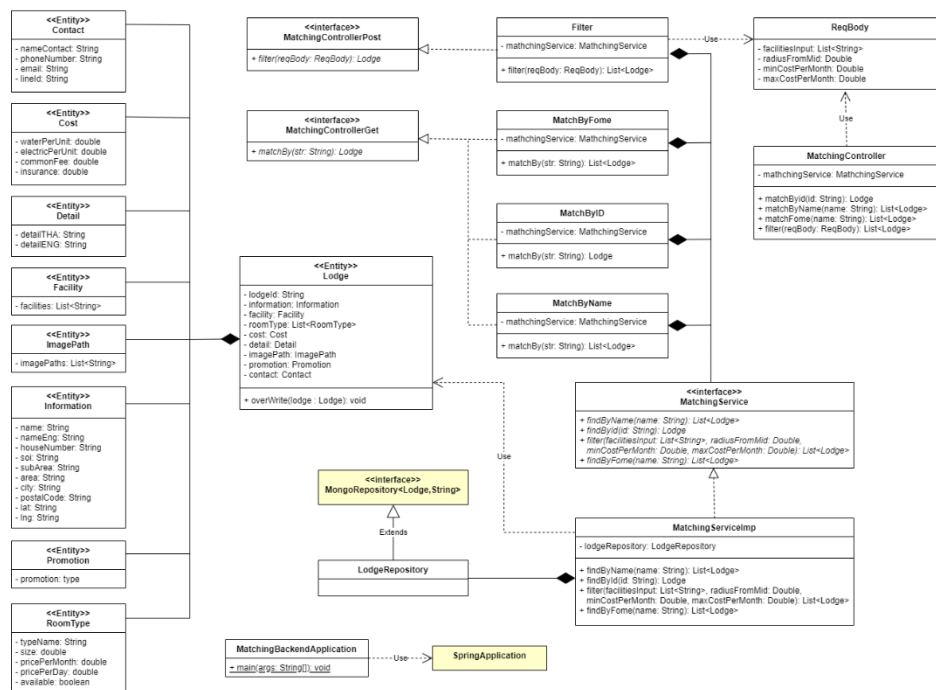 <<Entity>>
Contact
- nameContact: String
- phoneNumber: String
- email: String
- lineId: String
<<Entity>>
Cost
- waterPerUnit: double
- electricPerUnit: double
- commonFee: double
- insurance: double
<<Entity>>
Detail
- detailTHA: String
- detailENG: String
<<Entity>>
Facility
- facilities: List<String>
<<Entity>>
ImagePath
- imagePaths: List<String>
<<Entity>>
Information
- name: String
- nameEng: String
- houseNumber: String
- soi: String
- subArea: String
- area: String
- city: String
- postalCode: String
- lat: String
- lng: String
<<Entity>>
Promotion
- promotion: type
<<Entity>>
RoomType
- typeName: String
- size: double
- pricePerMonth: double
- pricePerDay: double
- available: boolean
<<interface>>
MatchingControllerPost
+ filter(reqBody: ReqBody): Lodge
<<interface>>
MatchingControllerGet
+ matchBy(str: String): Lodge
<<Entity>>
Lodge
- lodgeId: String
- information: Information
- facility: Facility
- roomType: List<RoomType>
- cost: Cost
- detail: Detail
- imagePath: ImagePath
- promotion: Promotion
- contact: Contact
+ overWrite(lodge : Lodge): void
<<interface>>
MongoRepository<Lodge,String>
Extends
LodgeRepository
MatchingBackendApplication
+ main(args: String[]): void
Use
SpringApplication
Filter
- mathchingService: MathchingService
+ filter(reqBody: ReqBody): List<Lodge>
MatchByFome
- mathchingService: MathchingService
+ matchBy(str: String): List<Lodge>
MatchByID
- mathchingService: MathchingService
+ matchBy(str: String): Lodge
MatchByName
- mathchingService: MathchingService
+ matchBy(str: String): List<Lodge>
Use
ReqBody
- facilitiesInput: List<String>
- radiusFromMid: Double
- minCostPerMonth: Double
- maxCostPerMonth: Double
Use
MatchingController
- mathchingService: MathchingService
+ matchByid(id: String): Lodge
+ matchByName(name: String): List<Lodge>
+ matchFome(name: String): List<Lodge>
+ filter(reqBody: ReqBody): List<Lodge>
<<interface>>
MatchingService
+ findByName(name: String): List<Lodge>
+ findById(id: String): Lodge
+ filter(facilitiesInput: List<String>, radiusFromMid: Double,
minCostPerMonth: Double, maxCostPerMonth: Double): List<Lodge>
+ findByFome(name: String): List<Lodge>
Use
MatchingServiceImp
- lodgeRepository: LodgeRepository
+ findByName(name: String): List<Lodge>
+ findById(id: String): Lodge
+ filter(facilitiesInput: List<String>, radiusFromMid: Double,
minCostPerMonth: Double, maxCostPerMonth: Double): List<Lodge>
+ findByFome(name: String): List<Lodge>